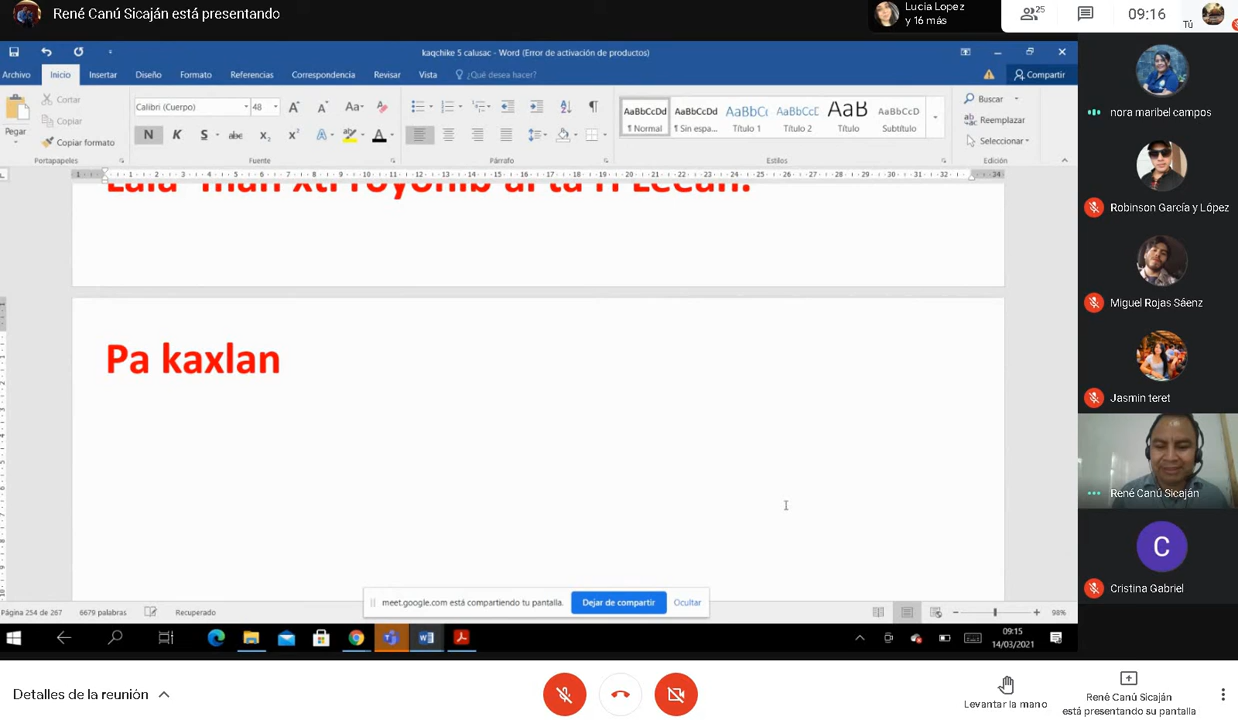 René Canú Sicaján está presentando
Lucia Lopez
y 16 más
25
09:16
Tú
kaqchike 5 calusac - Word (Error de activación de productos)
Archivo
Inicio
Insertar
Diseño
Formato
Referencias
Correspondencia
Revisar
Vista
¿Qué desea hacer?
Compartir
Pegar
Cortar
Copiar
Copiar formato
Portapapeles
Calibri (Cuerpo)
48
Aa
N K S abc x₂ x²
Fuente
Párrafo
AaBbCcDd
¶ Normal
AaBbCcDd
¶ Sin espa...
AaBbCc
Título 1
AaBbCcC
Título 2
AaB
Título
AaBbCcD
Subtítulo
Estilos
Buscar
Reemplazar
Seleccionar
Edición
Pa kaxlan
meet.google.com está compartiendo tu pantalla.
Dejar de compartir
Ocultar
Página 254 de 267
6679 palabras
Recuperado
98%
09:15
14/03/2021
nora maribel campos
Robinson García y López
Miguel Rojas Sáenz
Jasmin teret
René Canú Sicaján
C
Cristina Gabriel
Detalles de la reunión
Levantar la mano
René Canú Sicaján
está presentando su pantalla